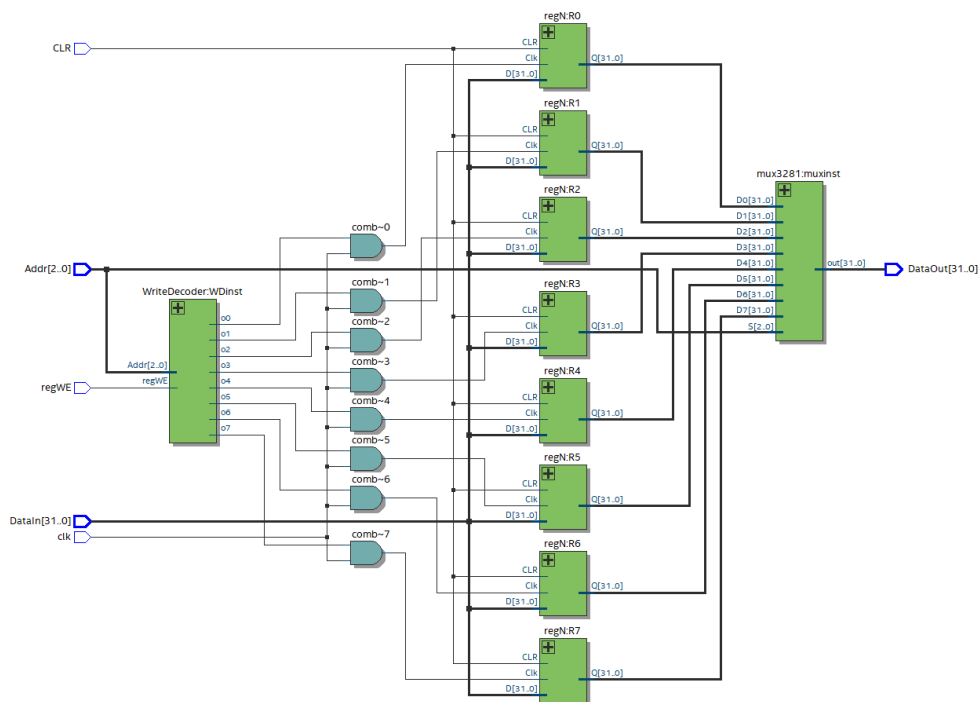 regN:R0
CLR
CLR
Clk
Q[31..0]
D[31..0]
regN:R1
CLR
Clk
Q[31..0]
D[31..0]
mux3281:muxinst
regN:R2
D0[31..0]
CLR
D1[31..0]
comb~0
Clk
Q[31..0]
D2[31..0]
D[31..0]
D3[31..0]
Addr[2..0]
D4[31..0]
out[31..0]
DataOut[31..0]
comb~1
D5[31..0]
WriteDecoder:WDinst
regN:R3
D6[31..0]
CLR
D7[31..0]
o0
comb~2
Clk
Q[31..0]
S[2..0]
o1
D[31..0]
o2
comb~3
Addr[2..0]
o3
regN:R4
regWE
regWE
o4
CLR
o5
comb~4
Clk
Q[31..0]
o6
D[31..0]
o7
comb~5
regN:R5
comb~6
CLR
Clk
Q[31..0]
DataIn[31..0]
D[31..0]
clk
comb~7
regN:R6
CLR
Clk
Q[31..0]
D[31..0]
regN:R7
CLR
Clk
Q[31..0]
D[31..0]